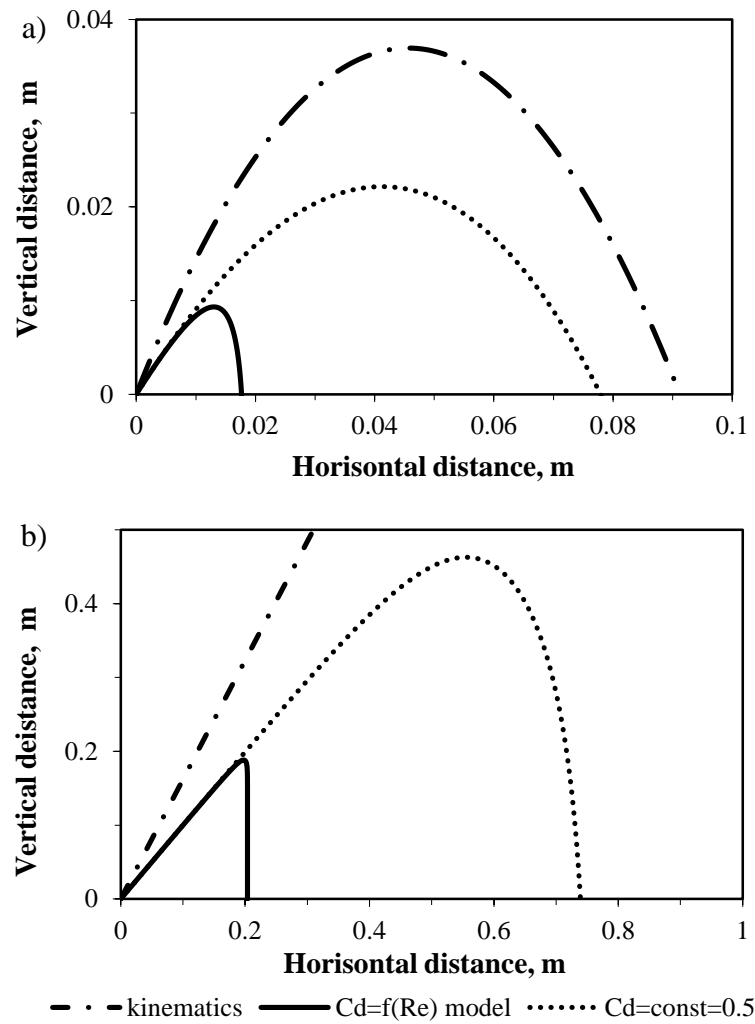 a)
0.04
0.02
0
Vertical distance, m
0 0.02 0.04 0.06 0.08 0.1
Horisontal distance, m
b)
0.4
0.2
0
Vertical deistance, m
0 0.2 0.4 0.6 0.8 1
Horisontal distance, m
kinematics Cd=f(Re) model Cd=const=0.5